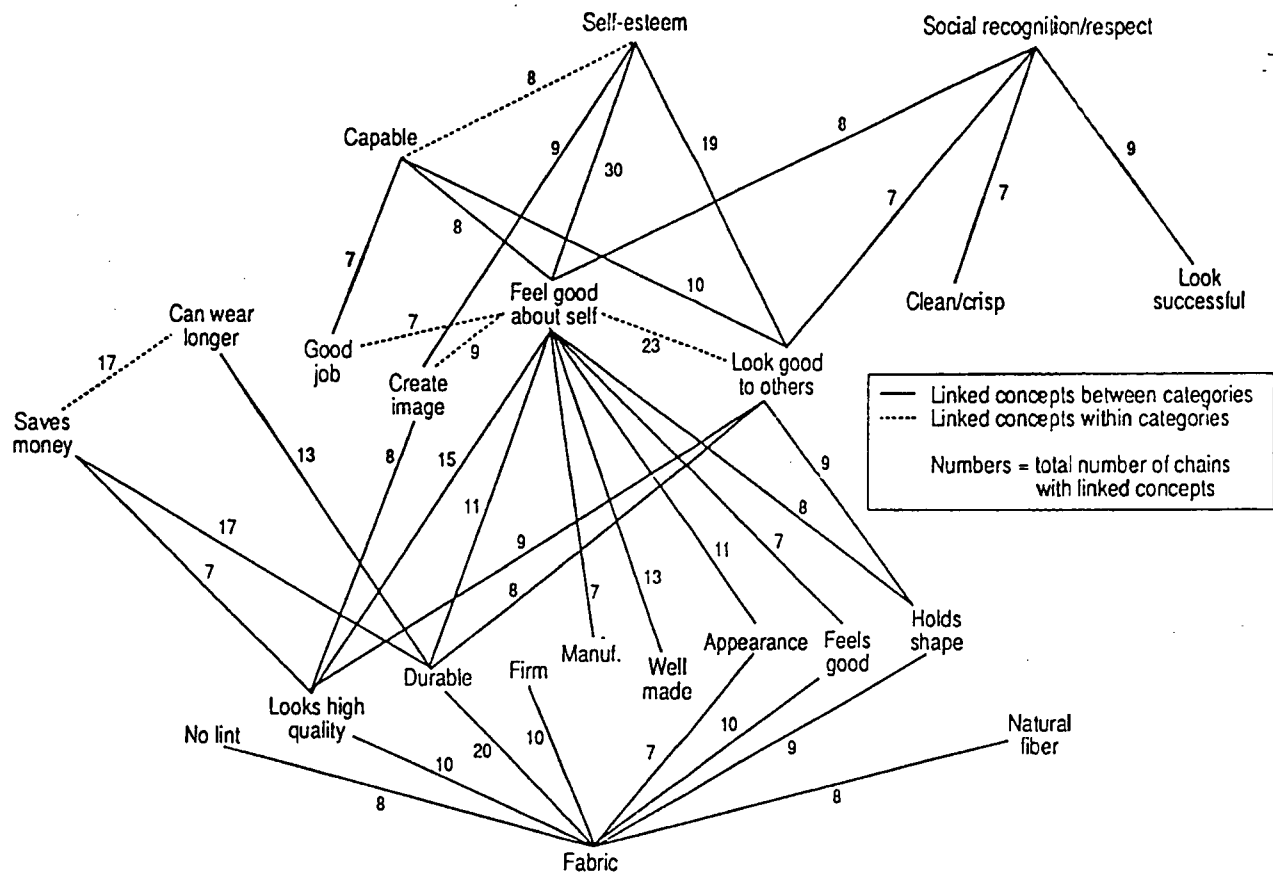 Self-esteem
Social recognition/respect
8
Capable
9
30
19
8
9
7
7
8
7
10
Clean/crisp
Look
successful
Can wear
longer
Feel good
about self
7
Good
job
9
23
Look good
to others
17
Create
image
Saves
money
Linked concepts between categories
Linked concepts within categories
Numbers = total number of chains
with linked concepts
13
8
15
11
9
8
17
7
9
8
7
13
11
7
Holds
shape
Appearance
Feels
good
Manuf.
Well
made
Firm
Durable
Looks high
quality
No lint
Natural
fiber
10
20
10
7
10
9
8
8
Fabric